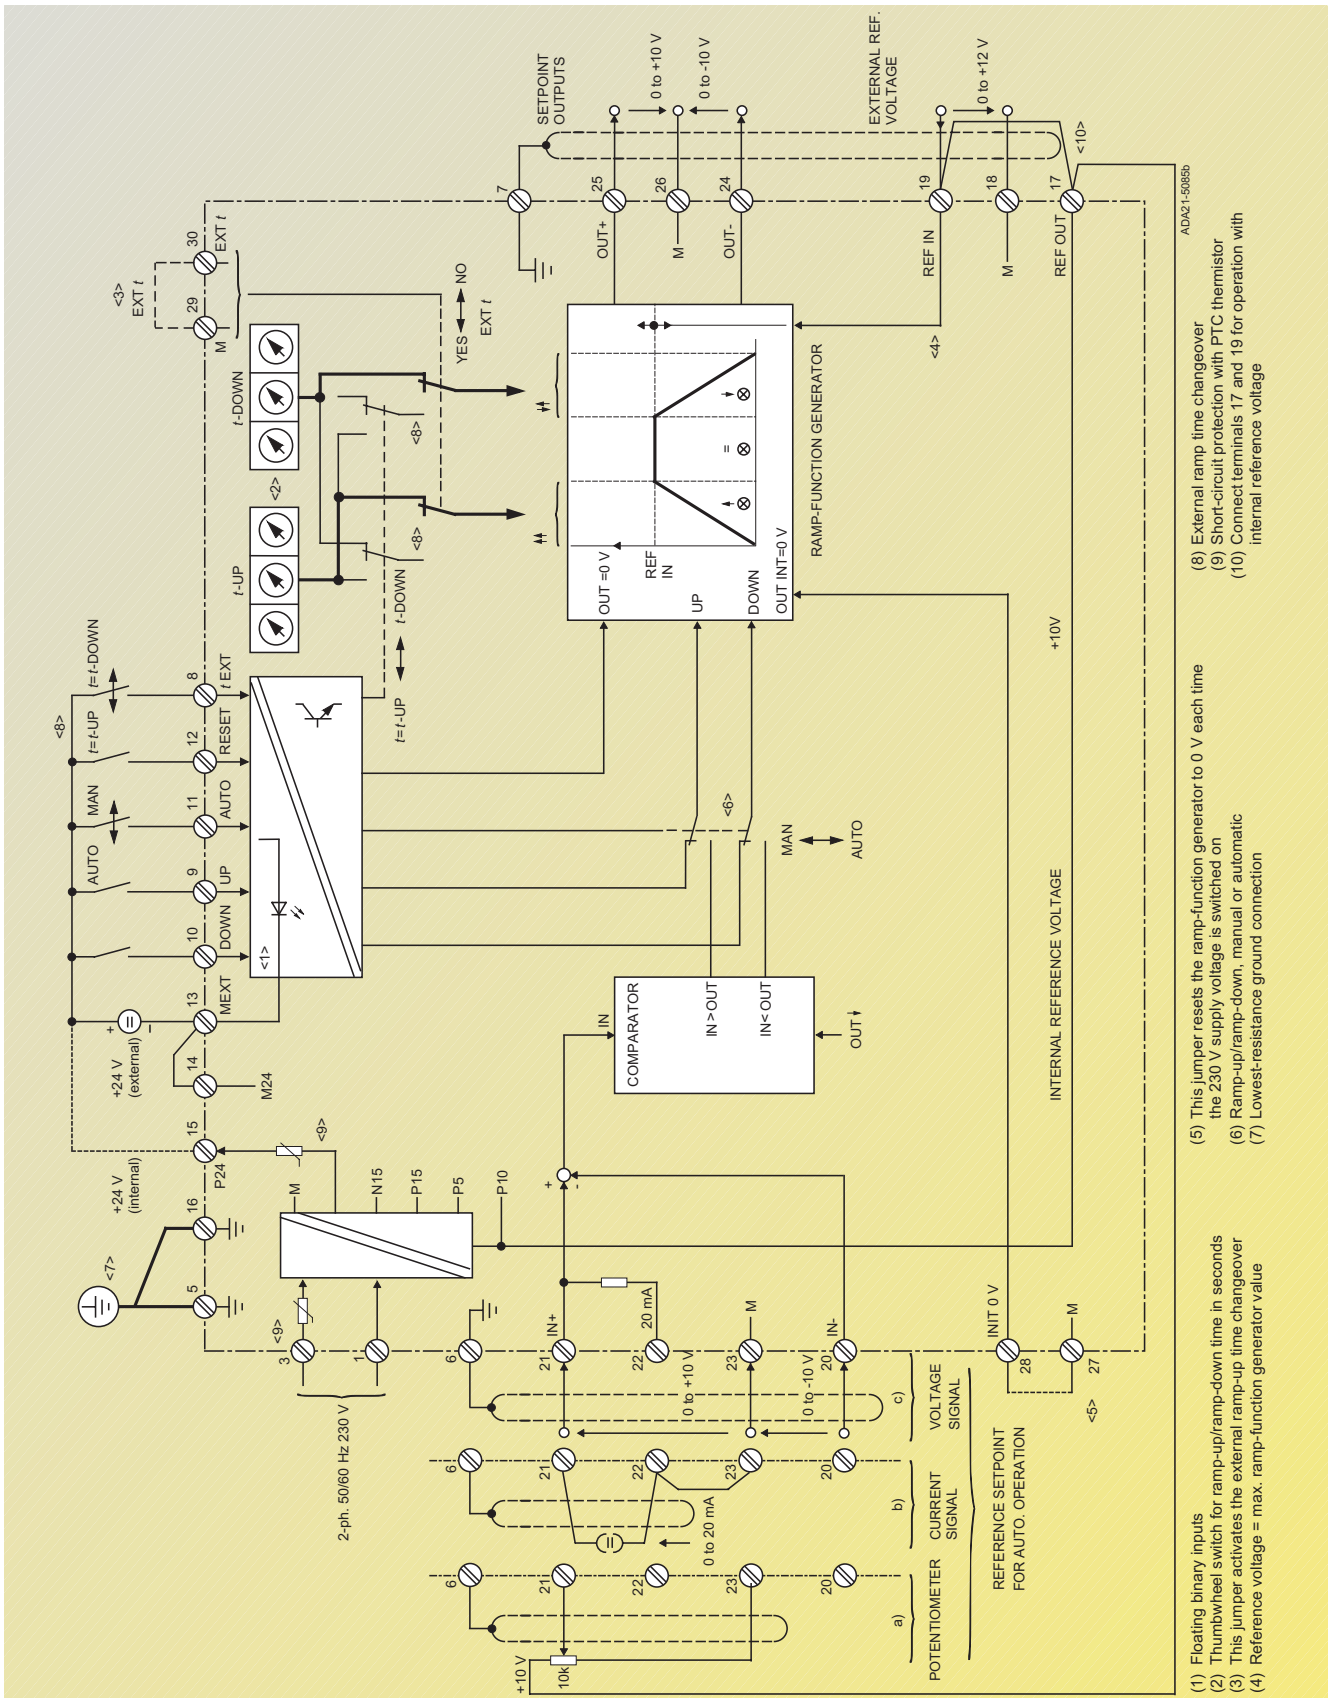 <7>
5
16
+24 V
(internal)
15
P24
14
M24
+24 V
(external)
+
−
13
MEXT
10
DOWN
9
UP
AUTO
MAN
11
AUTO
12
RESET
<8>
t=t-UP
t=t-DOWN
8
t EXT
<3>
EXT t
29
M
30
EXT t
t-UP
<2>
t-DOWN
<1>
<8>
<8>
t=t-UP
t-DOWN
YES
NO
EXT t
3
<9>
1
2-ph. 50/60 Hz 230 V
M
<9>
N15
P15
P5
P10
7
SETPOINT
OUTPUTS
OUT+
25
0 to +10 V
M
26
0 to -10 V
OUT-
24
OUT =0 V
REF
IN
UP
DOWN
OUT INT=0 V
=
RAMP-FUNCTION GENERATOR
<4>
REF IN
19
EXTERNAL REF.
VOLTAGE
0 to +12 V
M
18
REF OUT
17
<10>
MAN
AUTO
<6>
IN
COMPARATOR
IN > OUT
IN< OUT
OUT
+
-
6
21
IN+
22
20 mA
23
M
20
IN-
INIT 0 V
28
M
27
<5>
INTERNAL REFERENCE VOLTAGE
+10V
0 to +10 V
0 to -10 V
c)
VOLTAGE
SIGNAL
6
21
22
23
20
0 to 20 mA
b)
CURRENT
SIGNAL
6
21
22
23
20
+10 V
10k
a)
POTENTIOMETER
REFERENCE SETPOINT
FOR AUTO. OPERATION
ADA21-5085b
(1) Floating binary inputs
(2) Thumbwheel switch for ramp-up/ramp-down time in seconds
(3) This jumper activates the external ramp-up time changeover
(4) Reference voltage = max. ramp-function generator value
(5) This jumper resets the ramp-function generator to 0 V each time
the 230 V supply voltage is switched on
(6) Ramp-up/ramp-down, manual or automatic
(7) Lowest-resistance ground connection
(8) External ramp time changeover
(9) Short-circuit protection with PTC thermistor
(10) Connect terminals 17 and 19 for operation with
internal reference voltage